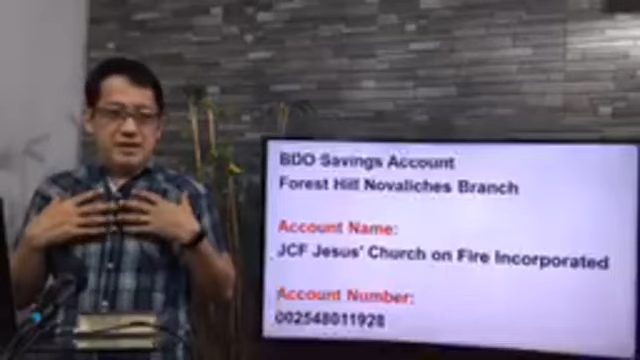 BDO Savings Account
Forest Hill Novaliches Branch
Account Name:
JCF Jesus' Church on Fire Incorporated
Account Number:
002548011928